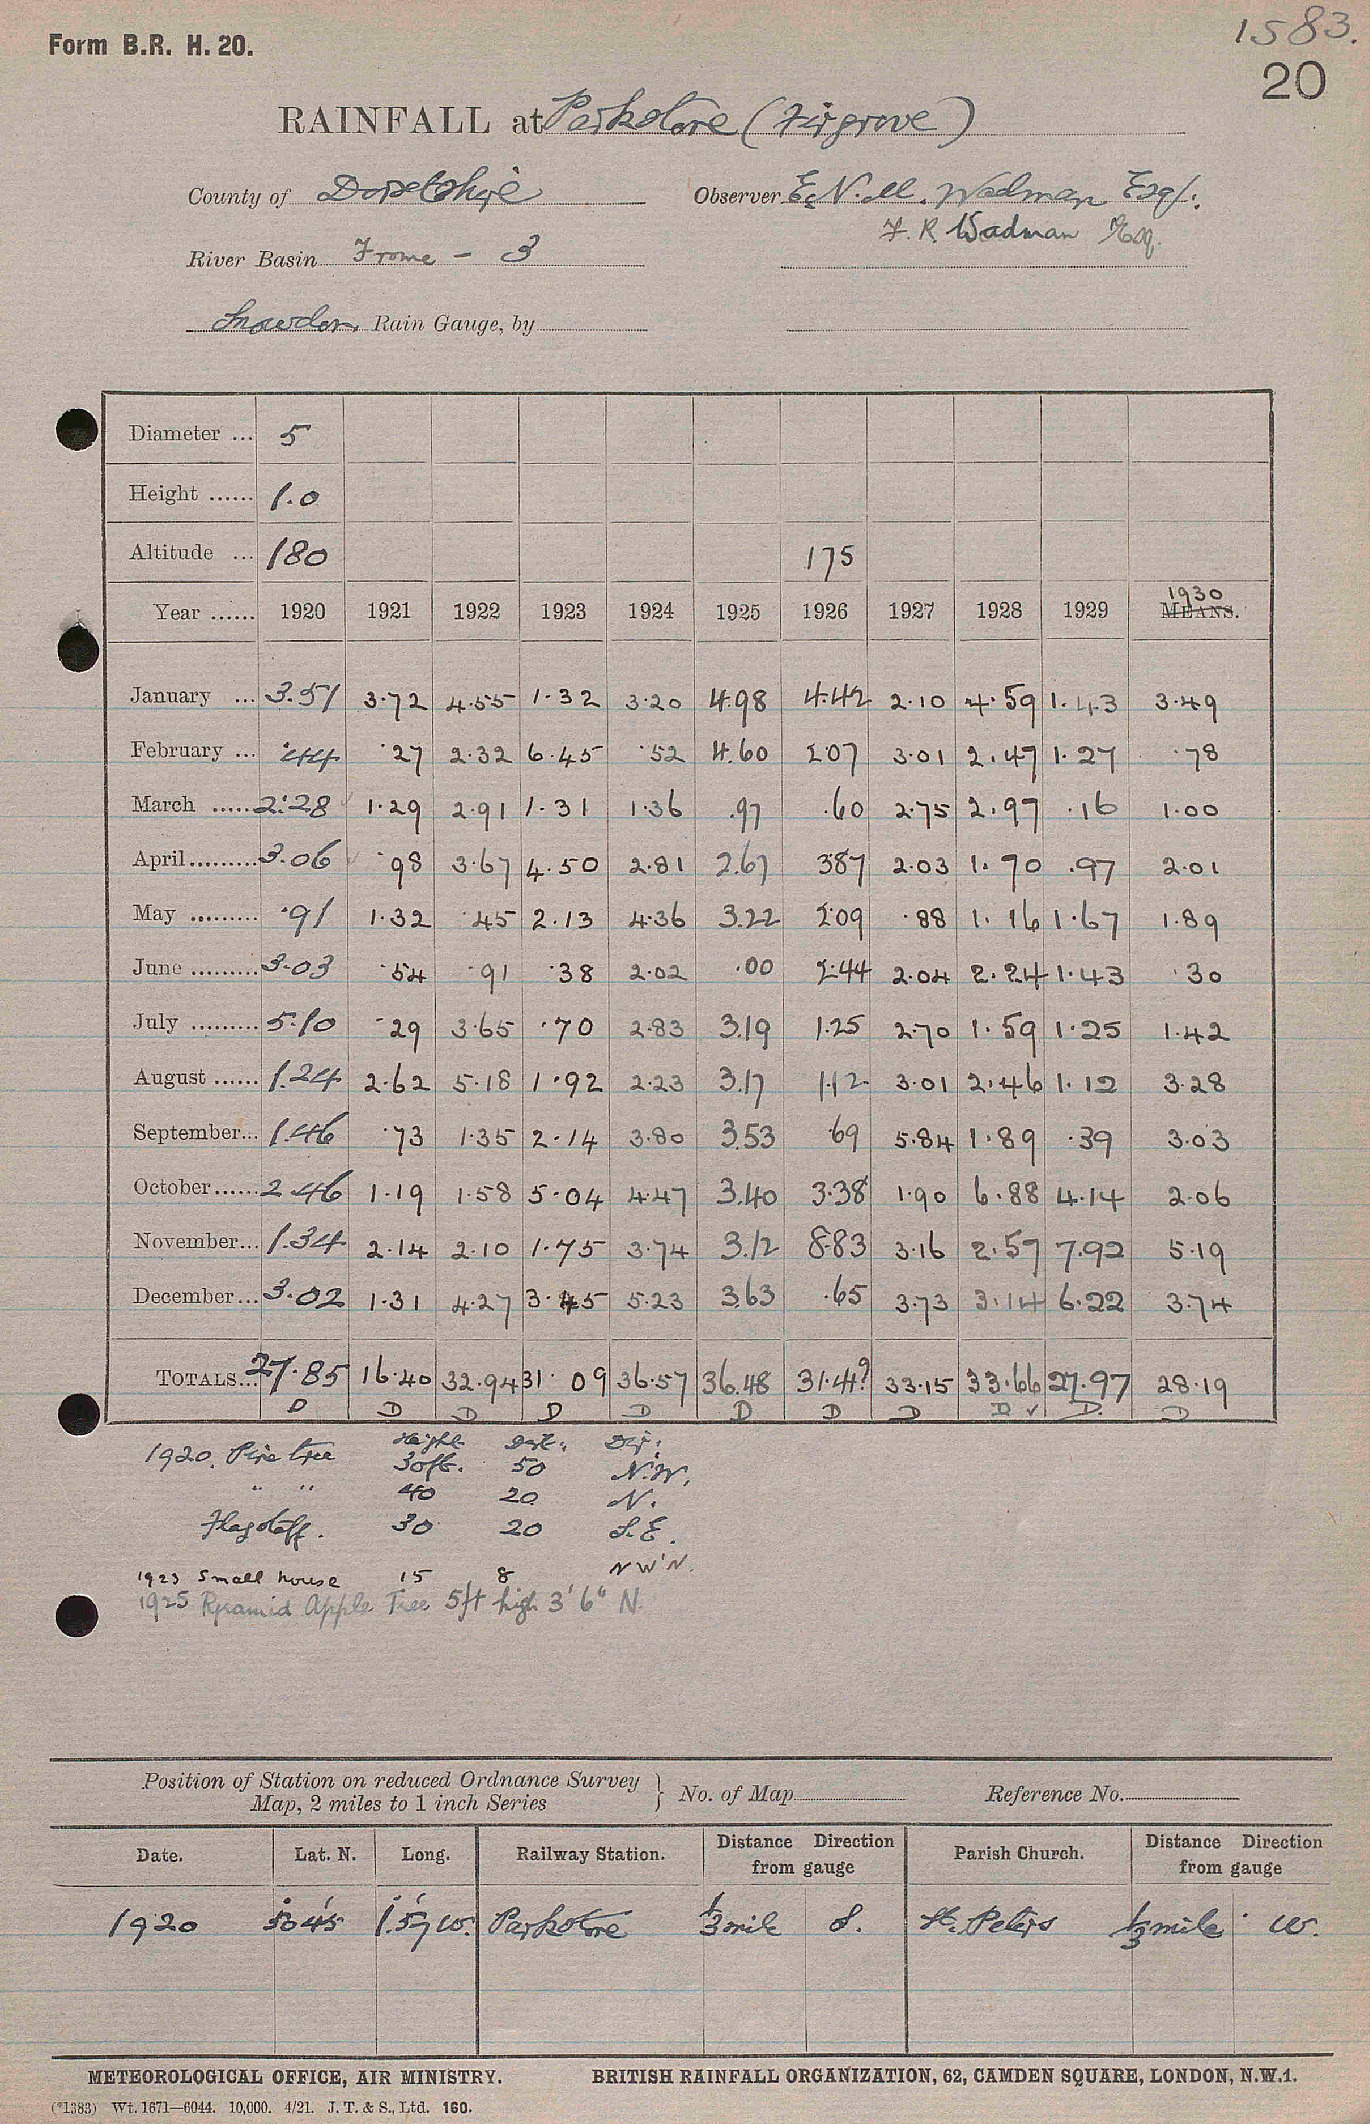 Form B.R. H. 20.
1583.
20
RAINFALL at Parkstone (Firgrove)
County of Dorsetshire Observer E. N. M. Wadman Esq.
F. R. Wadman Esq.
River Basin Frome - 3
Snowdon Rain Gauge, by
Diameter ... 5
Height ...... 1.0
Altitude ... 180 175
Year ...... 1920 1921 1922 1923 1924 1925 1926 1927 1928 1929 1930 MEANS.
January ... 3.51 3.72 4.55 1.32 3.20 4.98 4.42 2.10 4.59 1.43 3.49
February ... .44 .27 2.32 6.45 .52 4.60 2.07 3.01 2.47 1.27 .78
March ..... 2.28 1.29 2.91 1.31 1.36 .97 .60 2.75 2.97 .16 1.00
April ......... 3.06 .98 3.67 4.50 2.81 2.67 3.87 2.03 1.70 .97 2.01
May ......... .91 1.32 .45 2.13 4.36 3.22 2.09 .88 1.16 1.67 1.89
June ......... 3.03 .54 .91 .38 2.02 .00 2.44 2.04 2.24 1.43 .30
July ......... 5.10 .29 3.65 .70 2.83 3.19 1.25 2.70 1.59 1.25 1.42
August ...... 1.24 2.62 5.18 1.92 2.23 3.17 1.12 3.01 2.46 1.12 3.28
September... 1.46 .73 1.35 2.14 3.80 3.53 .69 5.84 1.89 .39 3.03
October...... 2.46 1.19 1.58 5.04 4.47 3.40 3.38 1.90 6.88 4.14 2.06
November... 1.34 2.14 2.10 1.75 3.74 3.12 8.83 3.16 2.57 7.92 5.19
December... 3.02 1.31 4.27 3.45 5.23 3.63 .65 3.73 3.14 6.22 3.74
TOTALS... 27.85 16.40 32.94 31.09 36.57 36.48 31.41? 33.15 33.66 27.97 28.19
D D D D D D D D D ✓ D. D
Height Dist. Dir.
1920. Pine tree 30ft. 50 N.W.
" " 40 20 N.
Flagstaff. 30 20 S.E.
1923 Small house 15 8 NW'N.
1925 Pyramid Apple Tree 5ft high 3' 6" N.
Position of Station on reduced Ordnance Survey Map, 2 miles to 1 inch Series } No. of Map Reference No.
Date. Lat. N. Long. Railway Station. Distance Direction from gauge Parish Church. Distance Direction from gauge
1920 50° 45' 1° 57' W. Parkstone 1/3 mile S. St. Peters 1/3 mile W.
METEOROLOGICAL OFFICE, AIR MINISTRY. BRITISH RAINFALL ORGANIZATION, 62, CAMDEN SQUARE, LONDON, N.W.1.
(*1383) Wt. 1671—6044. 10,000. 4/21. J. T. & S., Ltd. 160.